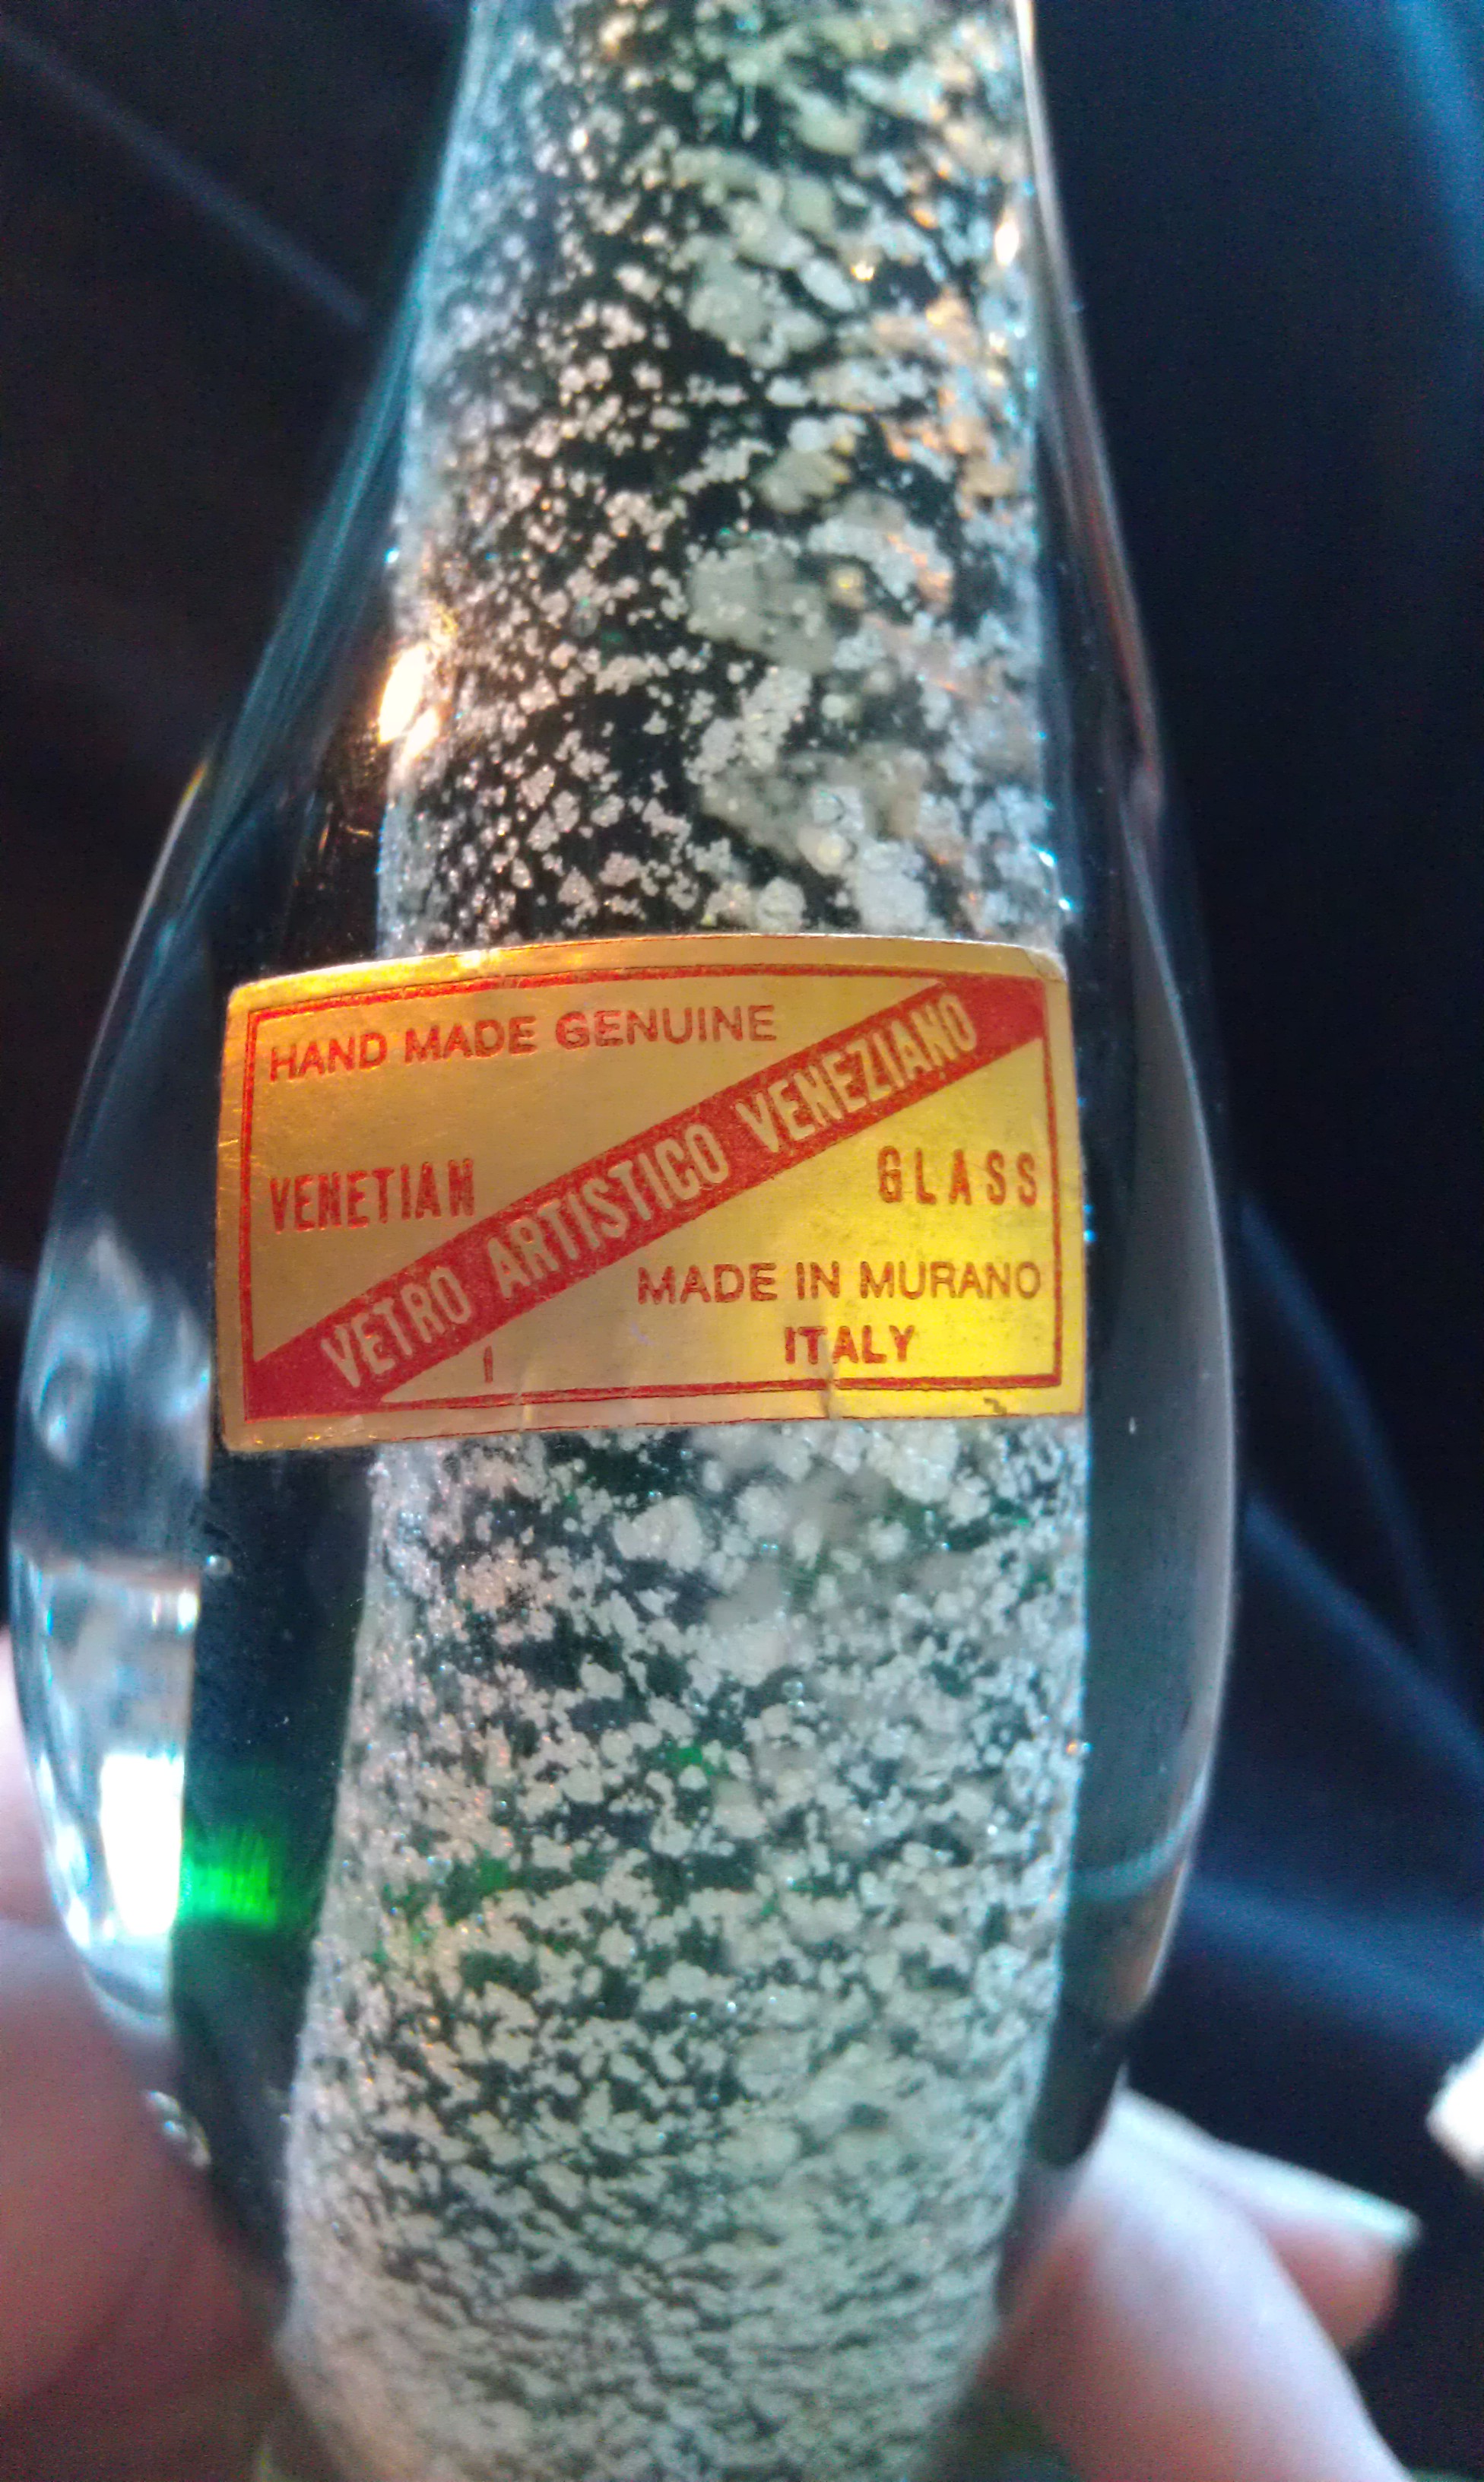 HAND MADE GENUINE
VENETIAN GLASS
VETRO ARTISTICO VENEZIANO
MADE IN MURANO
ITALY